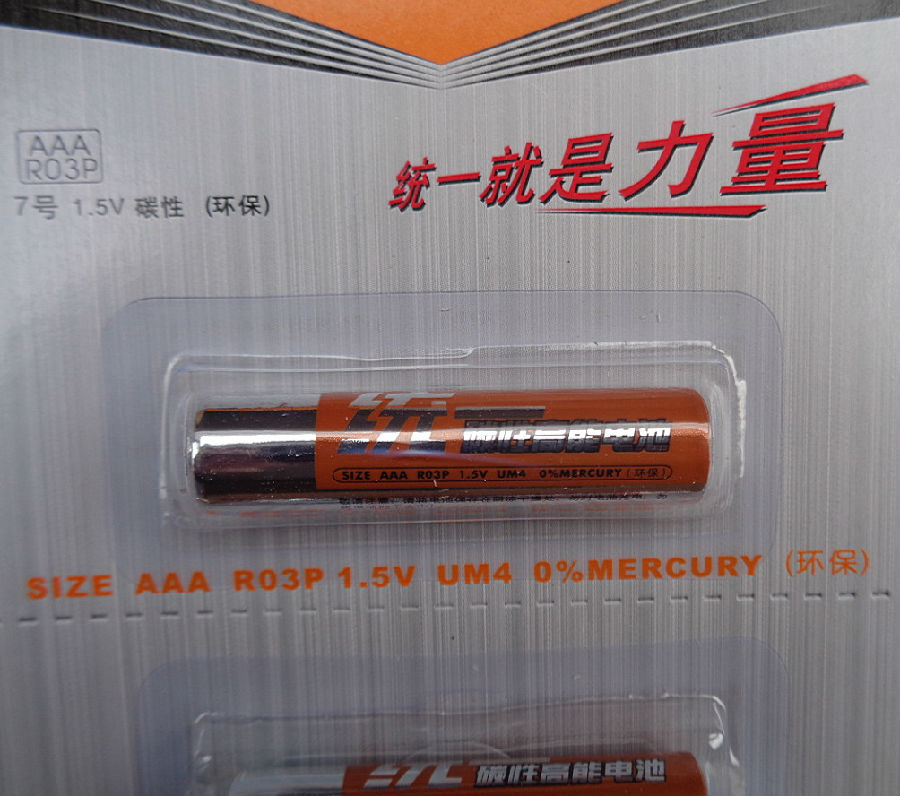 AAA
R03P
7号 1.5V 碳性 (环保)
统一就是力量
统一 碳性高能电池
SIZE AAA R03P 1.5V UM4 0%MERCURY (环保)
SIZE AAA R03P 1.5V UM4 0%MERCURY (环保)
碳性高能电池